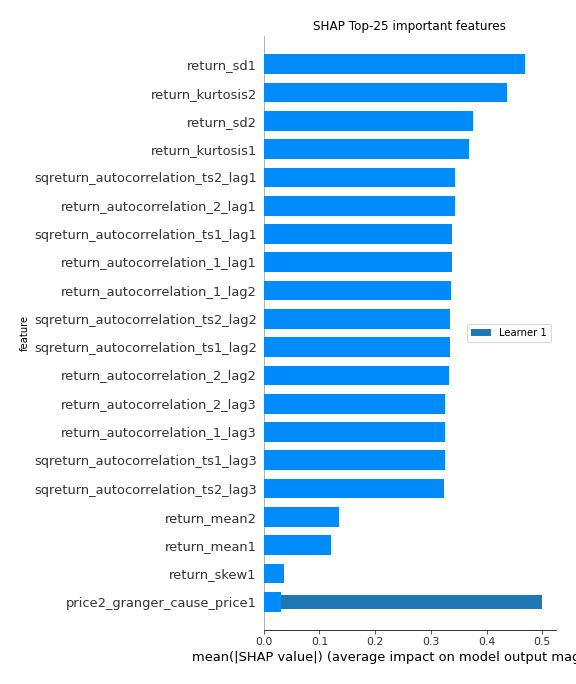 SHAP Top-25 important features
return_sd1
return_kurtosis2
return_sd2
return_kurtosis1
sqreturn_autocorrelation_ts2_lag1
return_autocorrelation_2_lag1
sqreturn_autocorrelation_ts1_lag1
return_autocorrelation_1_lag1
return_autocorrelation_1_lag2
sqreturn_autocorrelation_ts2_lag2
sqreturn_autocorrelation_ts1_lag2
return_autocorrelation_2_lag2
return_autocorrelation_2_lag3
return_autocorrelation_1_lag3
sqreturn_autocorrelation_ts1_lag3
sqreturn_autocorrelation_ts2_lag3
return_mean2
return_mean1
return_skew1
price2_granger_cause_price1
feature
Learner 1
0.0 0.1 0.2 0.3 0.4 0.5
mean(|SHAP value|) (average impact on model output mag